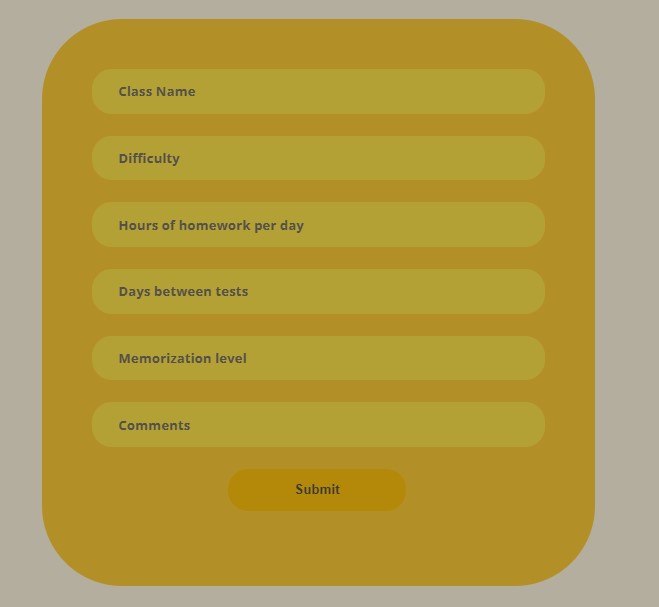 Class Name
Difficulty
Hours of homework per day
Days between tests
Memorization level
Comments
Submit